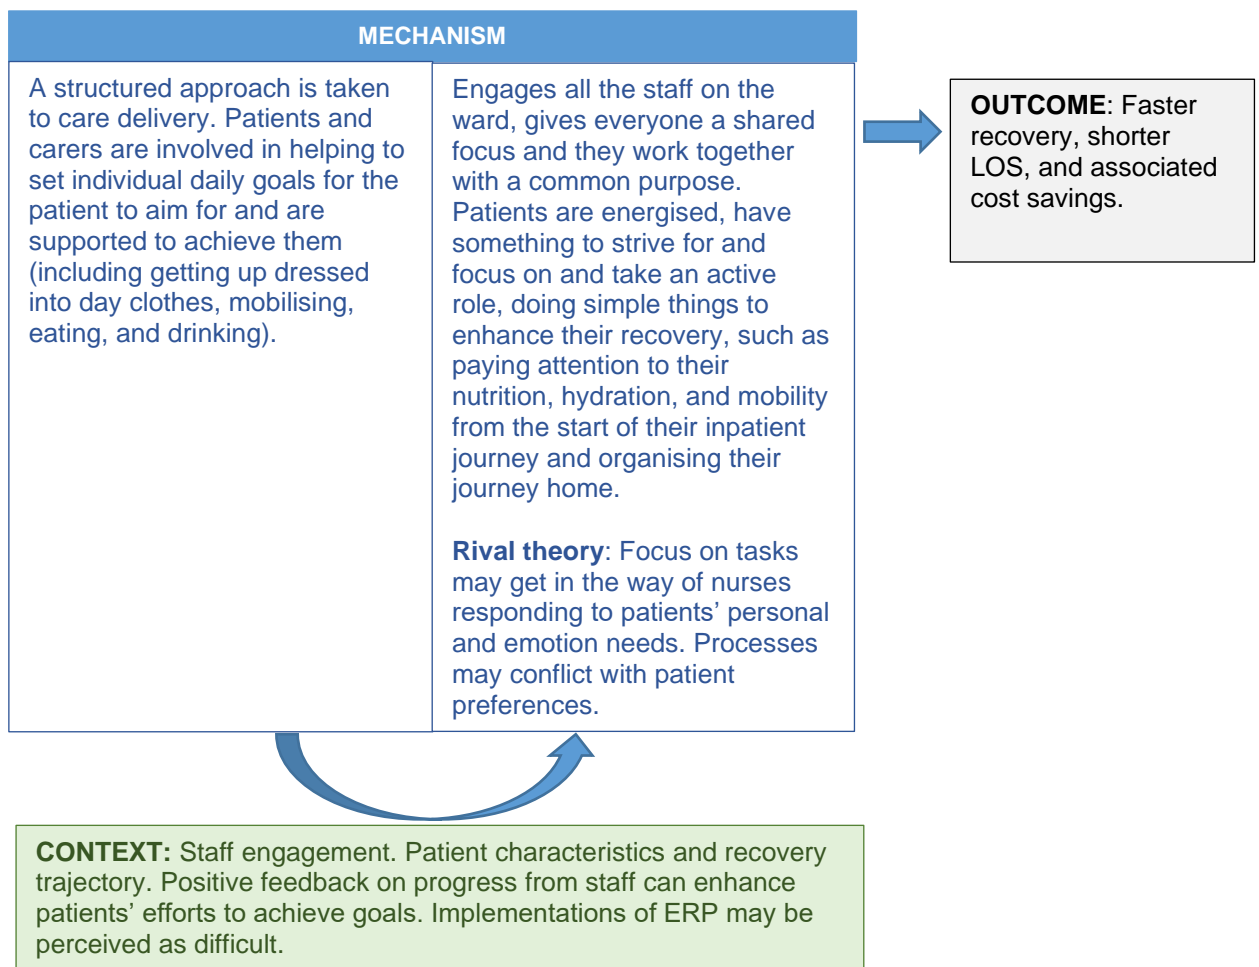 MECHANISM
A structured approach is taken
to care delivery. Patients and
carers are involved in helping to
set individual daily goals for the
patient to aim for and are
supported to achieve them
(including getting up dressed
into day clothes, mobilising,
eating, and drinking).
Engages all the staff on the
ward, gives everyone a shared
focus and they work together
with a common purpose.
Patients are energised, have
something to strive for and
focus on and take an active
role, doing simple things to
enhance their recovery, such as
paying attention to their
nutrition, hydration, and mobility
from the start of their inpatient
journey and organising their
journey home.
Rival theory: Focus on tasks
may get in the way of nurses
responding to patients’ personal
and emotion needs. Processes
may conflict with patient
preferences.
OUTCOME: Faster
recovery, shorter
LOS, and associated
cost savings.
CONTEXT: Staff engagement. Patient characteristics and recovery
trajectory. Positive feedback on progress from staff can enhance
patients’ efforts to achieve goals. Implementations of ERP may be
perceived as difficult.